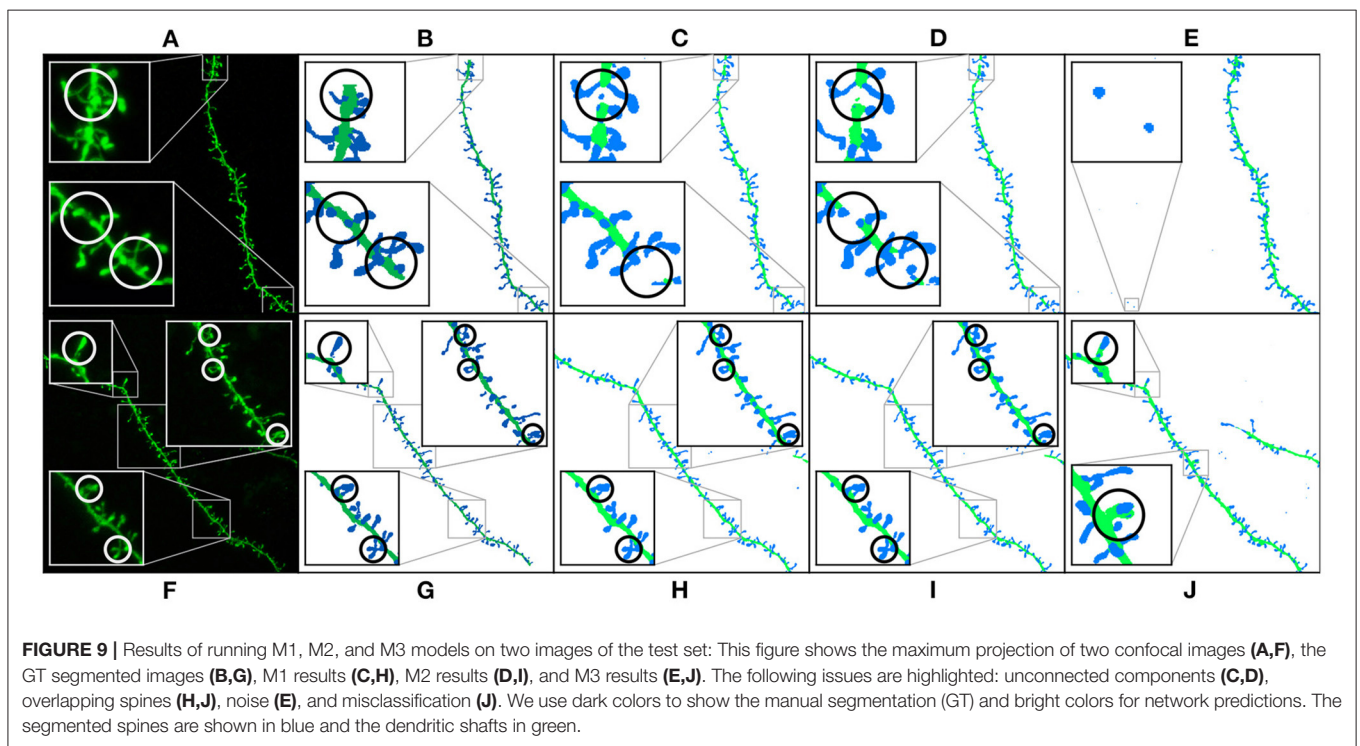 A B C D E
F G H I J
FIGURE 9 | Results of running M1, M2, and M3 models on two images of the test set: This figure shows the maximum projection of two confocal images (A,F), the
GT segmented images (B,G), M1 results (C,H), M2 results (D,I), and M3 results (E,J). The following issues are highlighted: unconnected components (C,D),
overlapping spines (H,J), noise (E), and misclassification (J). We use dark colors to show the manual segmentation (GT) and bright colors for network predictions. The
segmented spines are shown in blue and the dendritic shafts in green.